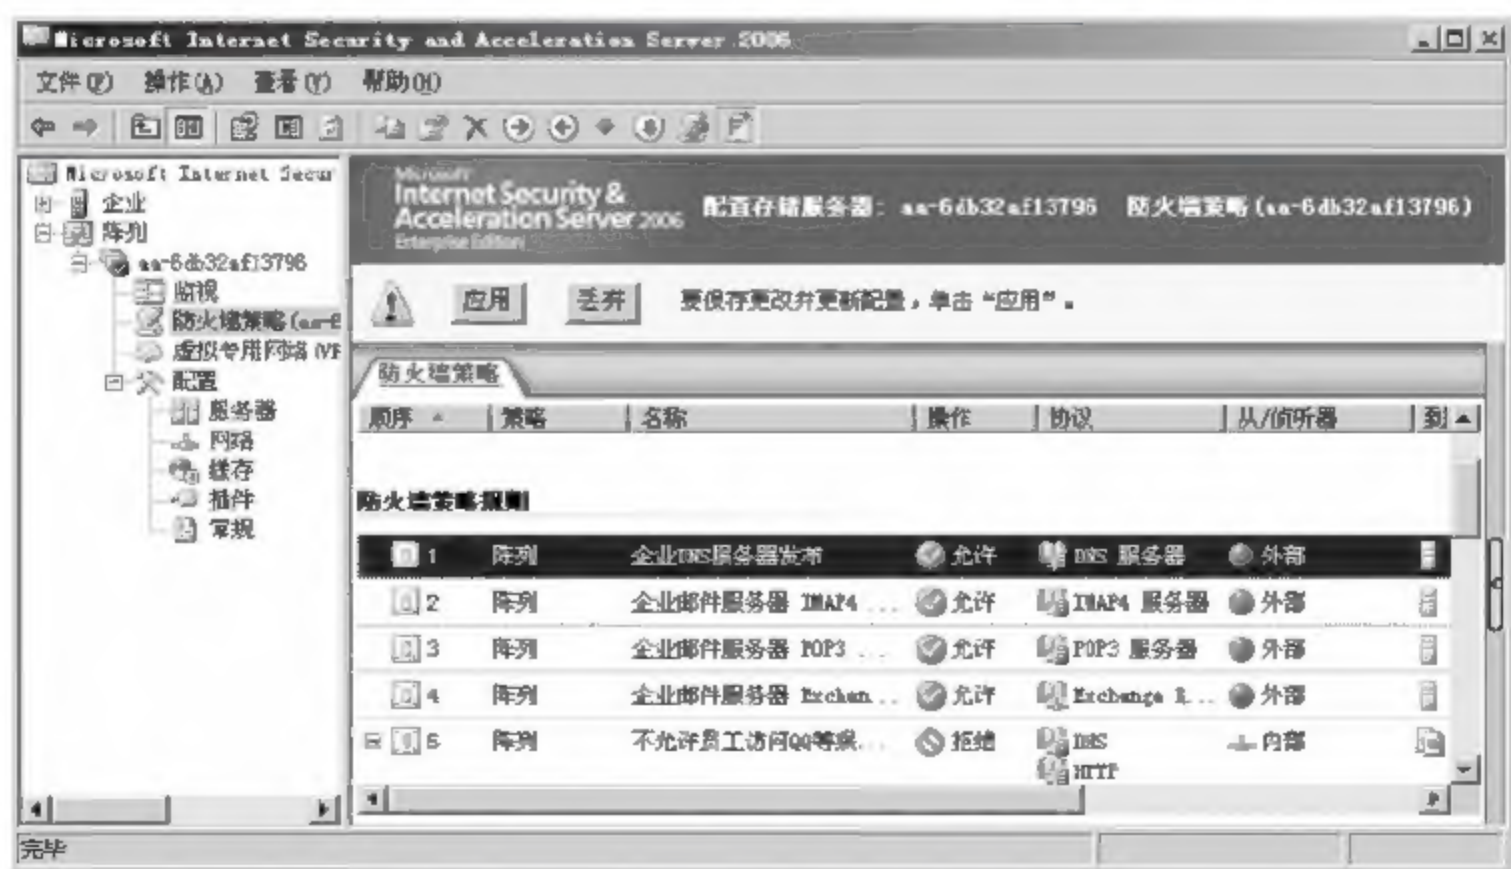 Microsoft Internet Security and Acceleration Server 2006
文件(F) 操作(A) 查看(V) 帮助(H)
Microsoft Internet Secur
企业
阵列
aa-6db32af13796
监视
防火墙策略(aa-6
虚拟专用网络(VP
配置
服务器
网络
缓存
插件
常规
Microsoft
Internet Security &
Acceleration Server 2006
Enterprise Edition
配置存储服务器: aa-6db32af13796 防火墙策略(aa-6db32af13796)
应用 丢弃 要保存更改并更新配置，单击“应用”。
防火墙策略
顺序 策略 名称 操作 协议 从/侦听器 到
防火墙策略规则
1 阵列 企业DNS服务器发布 允许 DNS 服务器 外部
2 阵列 企业邮件服务器 IMAP4 ... 允许 IMAP4 服务器 外部
3 阵列 企业邮件服务器 POP3 ... 允许 POP3 服务器 外部
4 阵列 企业邮件服务器 Exchan... 允许 Exchange R... 外部
5 阵列 不允许员工访问QQ等... 拒绝 DNS 内部
HTTP
完毕